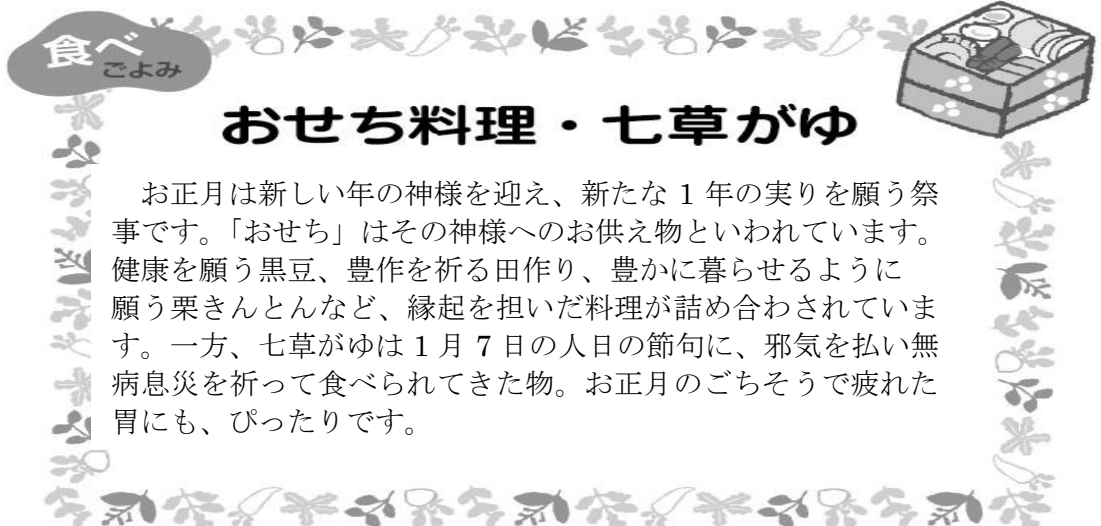 食べ
ごよみ
おせち料理・七草がゆ
お正月は新しい年の神様を迎え、新たな 1 年の実りを願う祭
事です。「おせち」はその神様へのお供え物といわれています。
健康を願う黒豆、豊作を祈る田作り、豊かに暮らせるように
願う栗きんとんなど、縁起を担いだ料理が詰め合わされていま
す。一方、七草がゆは 1 月 7 日の人日の節句に、邪気を払い無
病息災を祈って食べられてきた物。お正月のごちそうで疲れた
胃にも、ぴったりです。